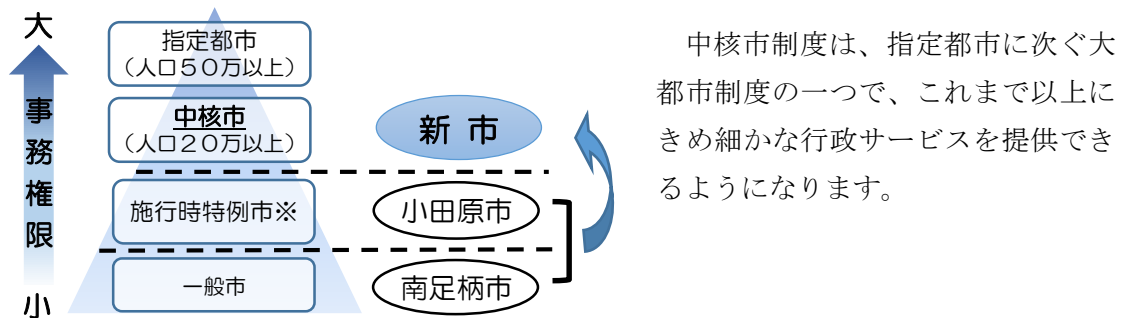 大
事務権限
小
指定都市
（人口５０万以上）
中核市
（人口２０万以上）
新 市
施行時特例市※
小田原市
一般市
南足柄市
中核市制度は、指定都市に次ぐ大
都市制度の一つで、これまで以上に
きめ細かな行政サービスを提供でき
るようになります。